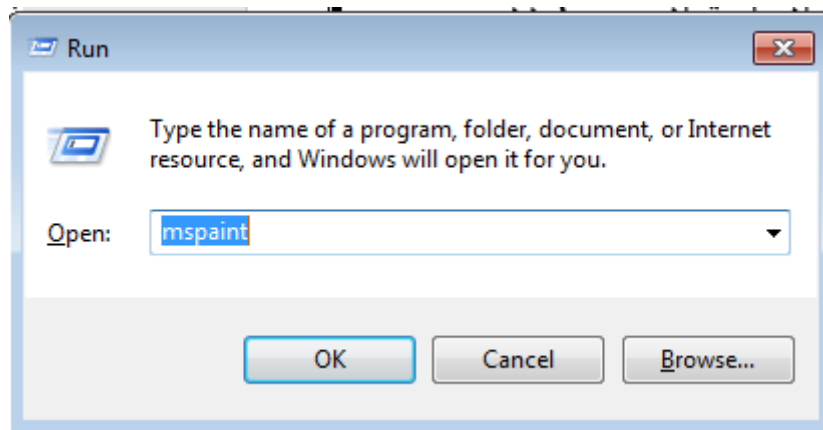 Run
Type the name of a program, folder, document, or Internet
resource, and Windows will open it for you.
Open: mspaint
OK Cancel Browse...